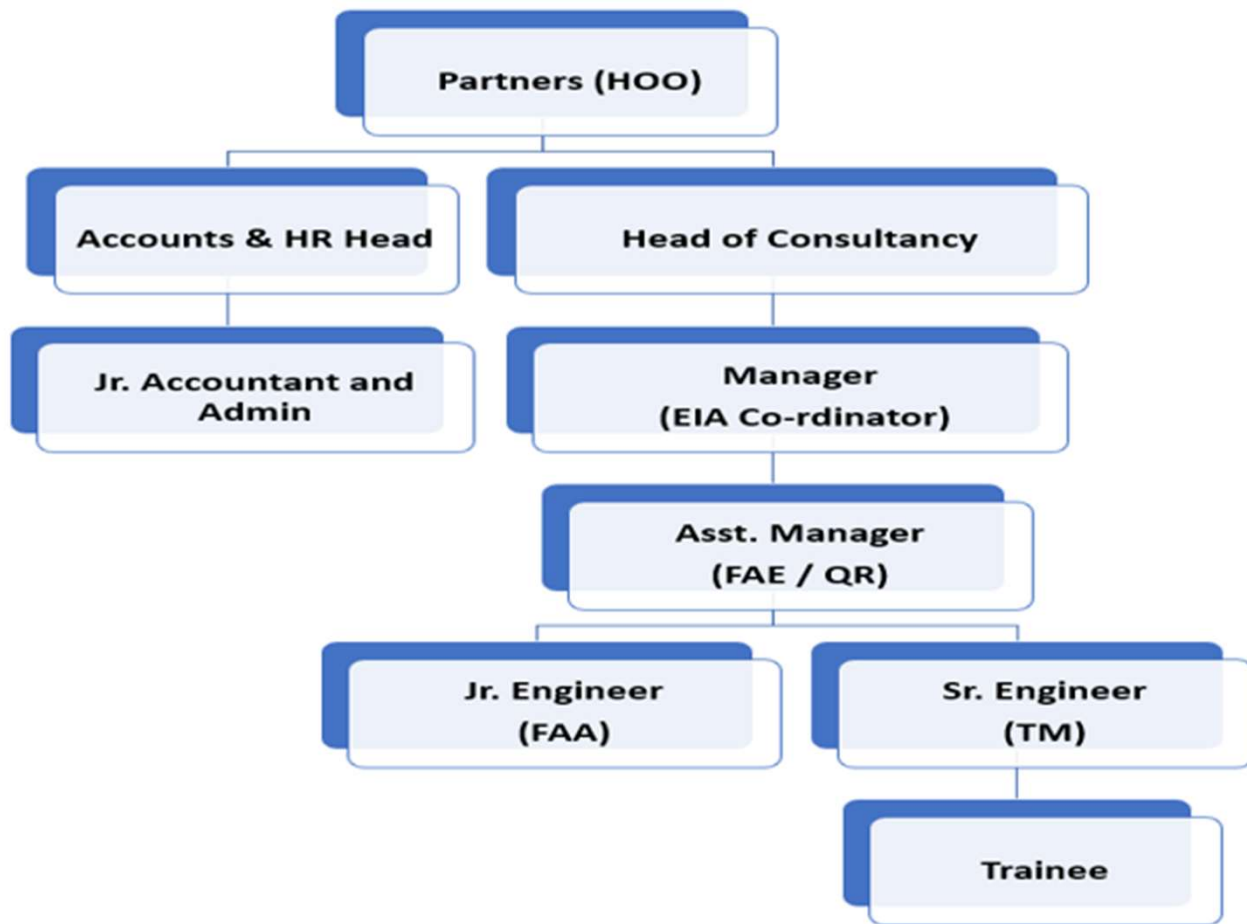 Partners (HOO)
Accounts & HR Head
Head of Consultancy
Jr. Accountant and
Admin
Manager
(EIA Co-rdinator)
Asst. Manager
(FAE / QR)
Jr. Engineer
(FAA)
Sr. Engineer
(TM)
Trainee